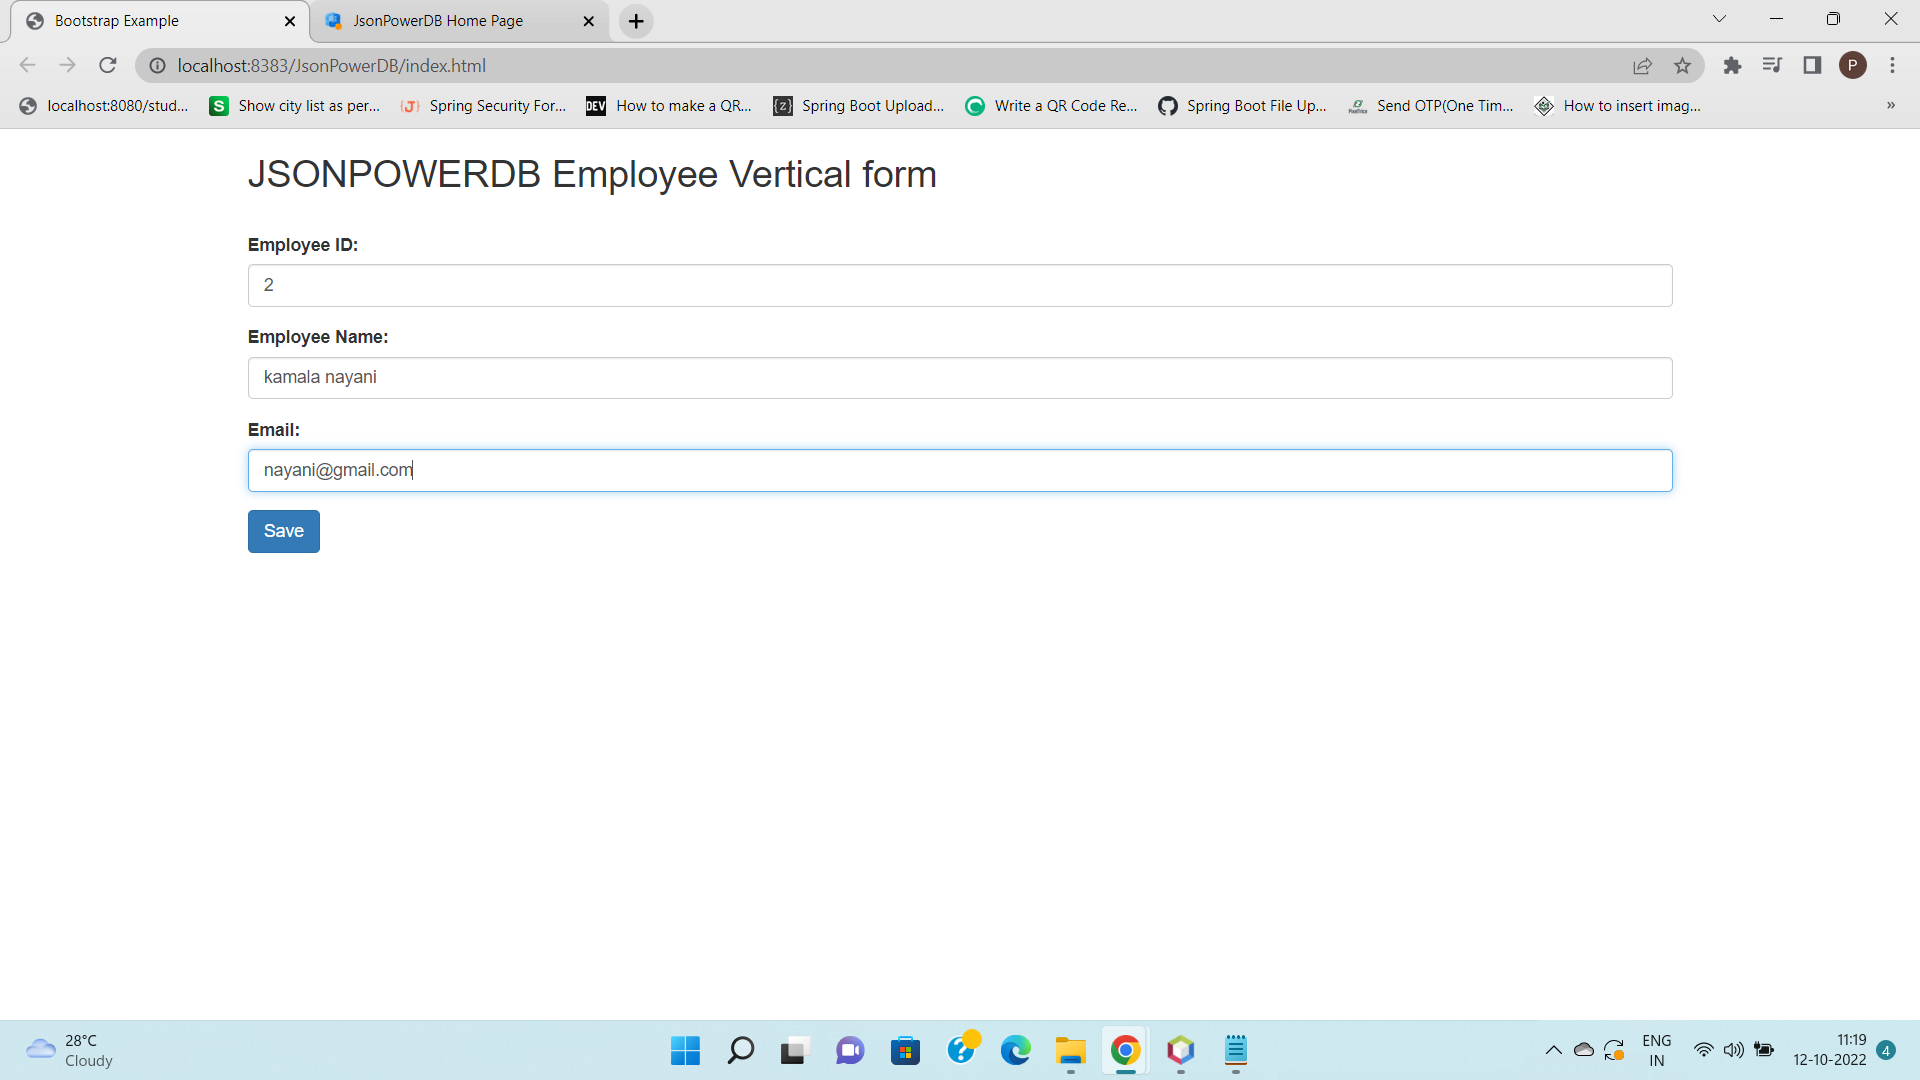 Bootstrap Example
JsonPowerDB Home Page
localhost:8383/JsonPowerDB/index.html
P
localhost:8080/stud...
S Show city list as per...
{J} Spring Security For...
DEV How to make a QR...
{z} Spring Boot Upload...
Write a QR Code Re...
Spring Boot File Up...
Send OTP(One Tim...
How to insert imag...
»
JSONPOWERDB Employee Vertical form
Employee ID:
2
Employee Name:
kamala nayani
Email:
nayani@gmail.com
Save
28°C
Cloudy
ENG
IN
11:19
12-10-2022
4